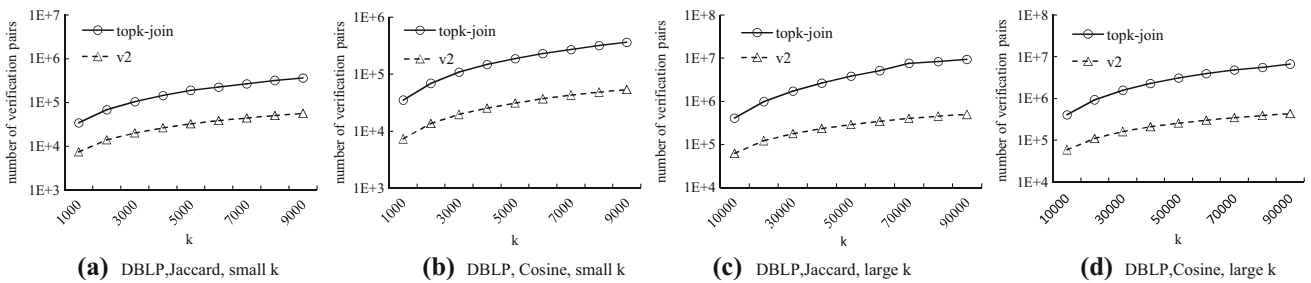 number of verification pairs
1E+7
1E+6
1E+5
1E+4
1E+3
topk-join
v2
1000
3000
5000
7000
9000
k
(a) DBLP,Jaccard, small k
number of verification pairs
1E+6
1E+5
1E+4
1E+3
topk-join
v2
1000
3000
5000
7000
9000
k
(b) DBLP, Cosine, small k
number of verification pairs
1E+8
1E+7
1E+6
1E+5
1E+4
topk-join
v2
10000
30000
50000
70000
90000
k
(c) DBLP,Jaccard, large k
number of verification pairs
1E+8
1E+7
1E+6
1E+5
1E+4
topk-join
v2
10000
30000
50000
70000
90000
k
(d) DBLP,Cosine, large k